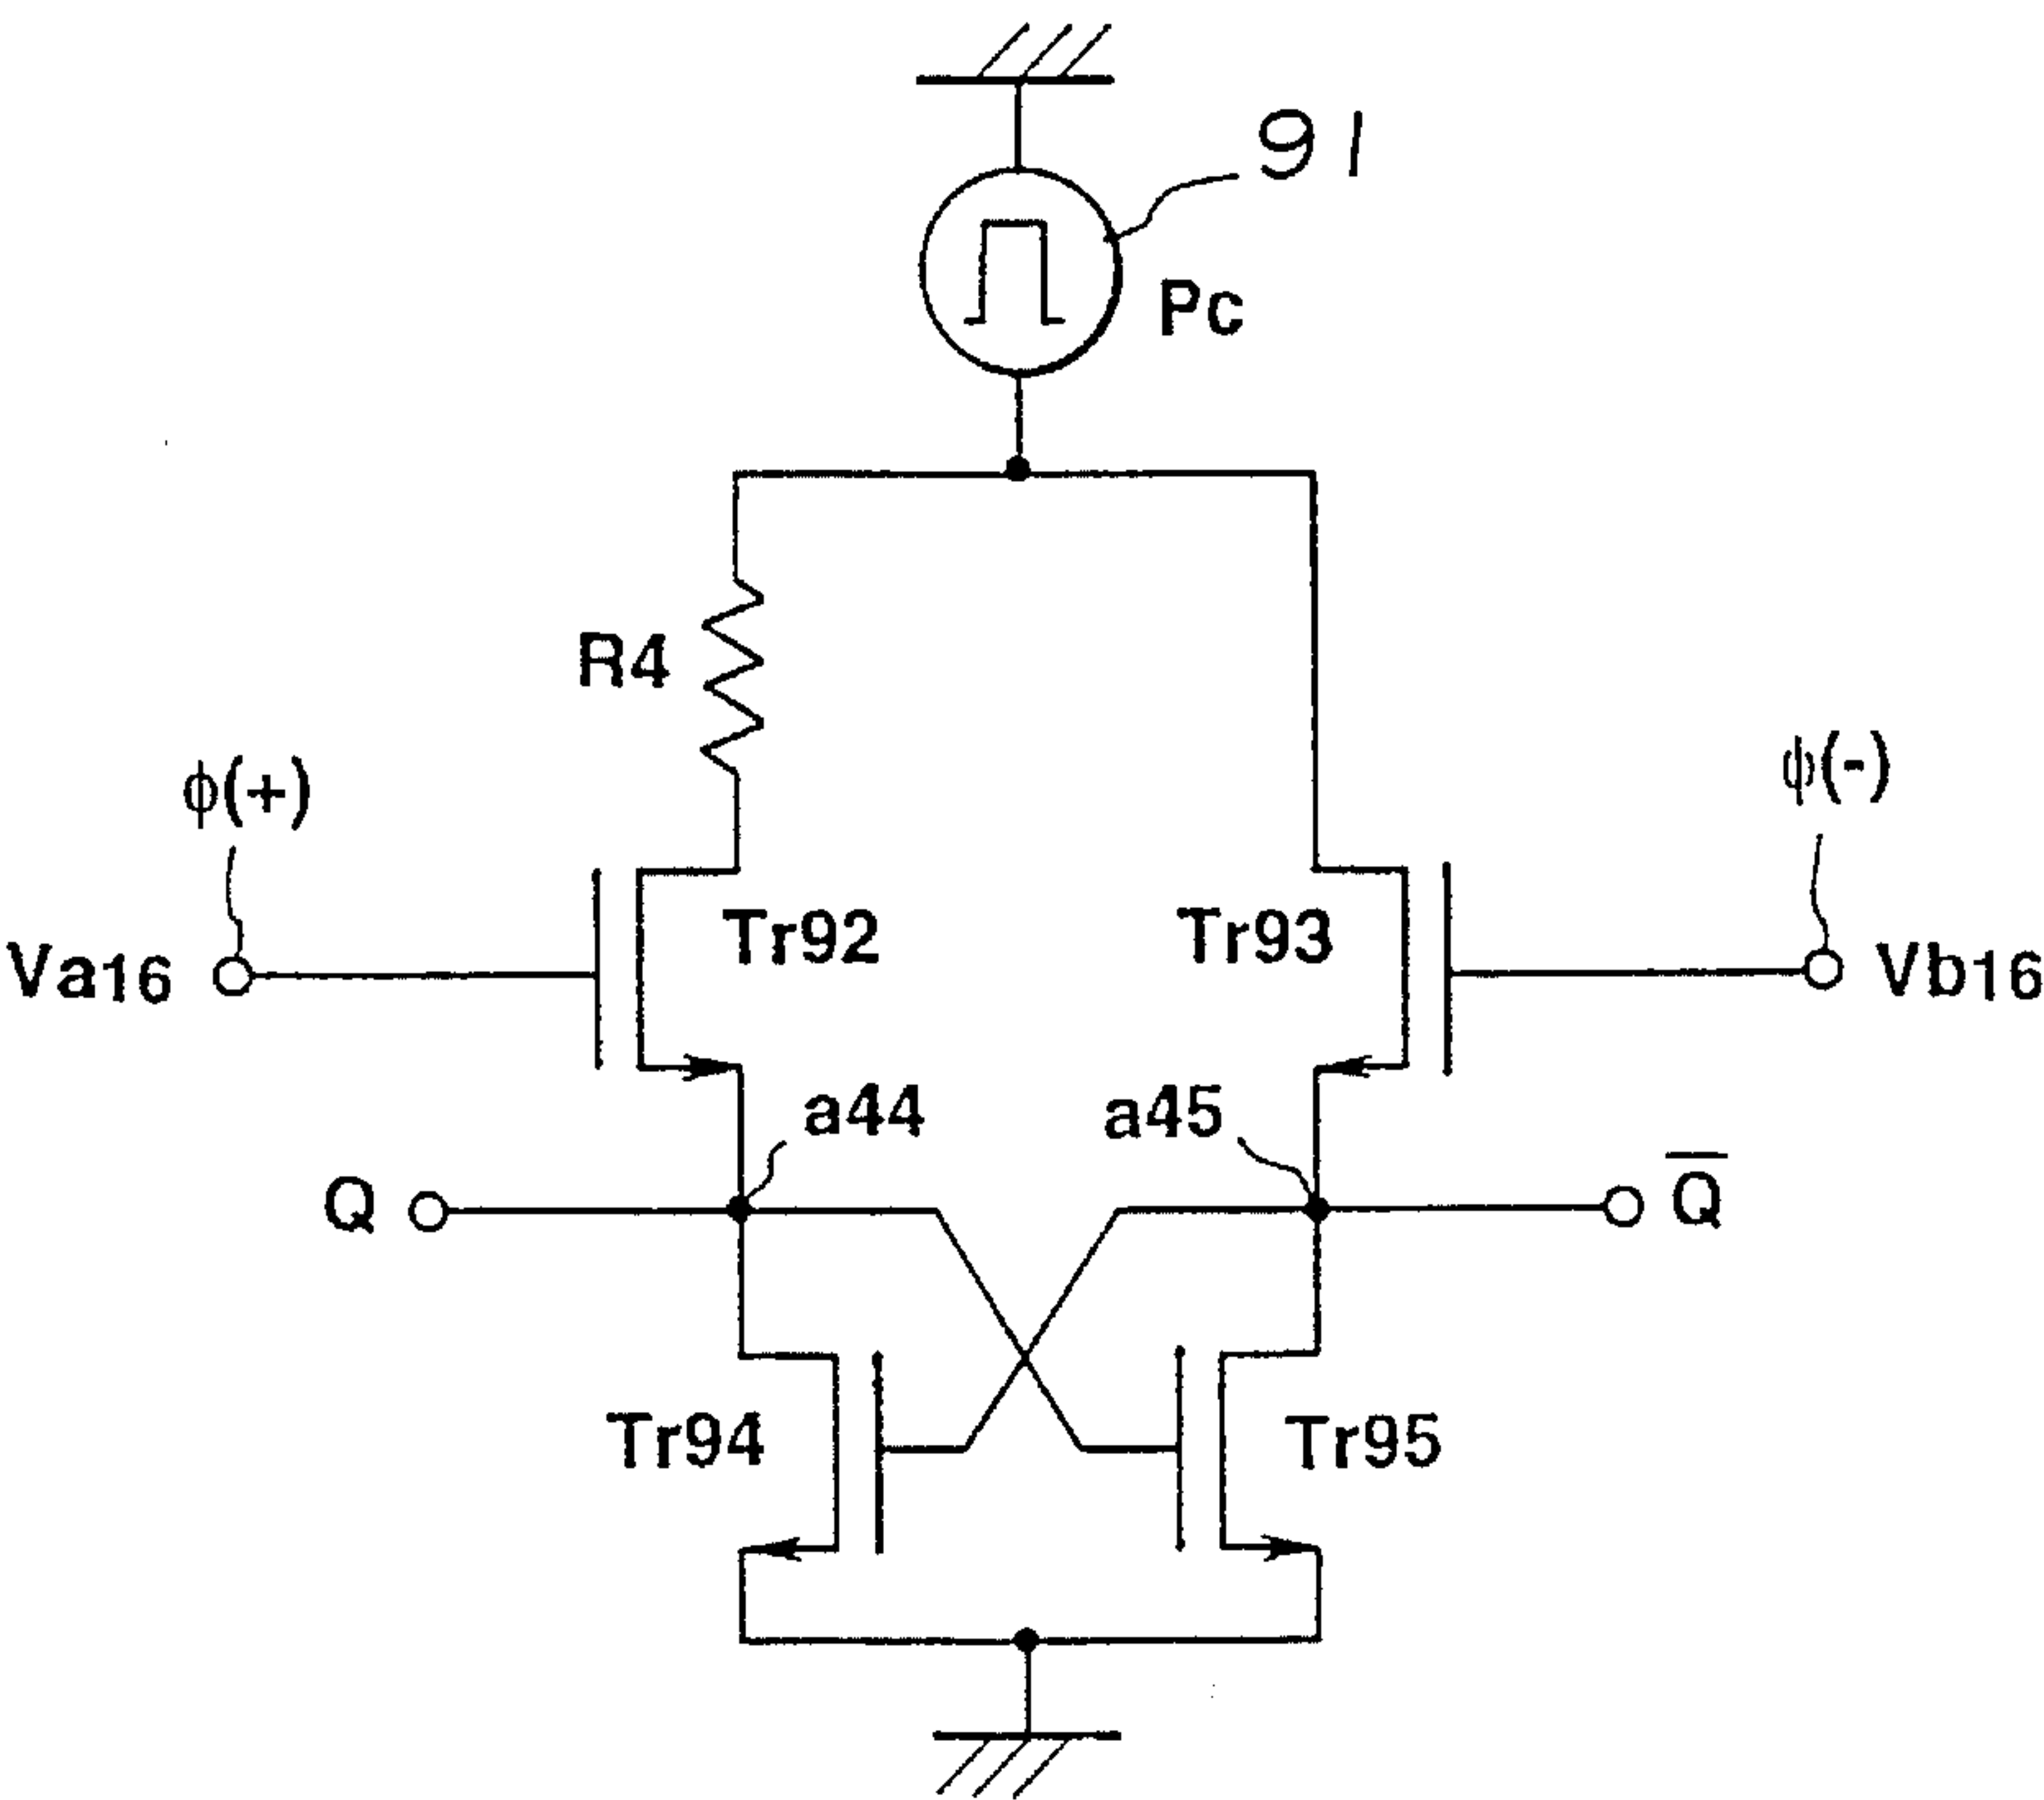 91
Pc
R4
ϕ(+)
ϕ(-)
Tr92
Tr93
Va16
Vb16
a44
a45
Q
Q̅
Tr94
Tr95